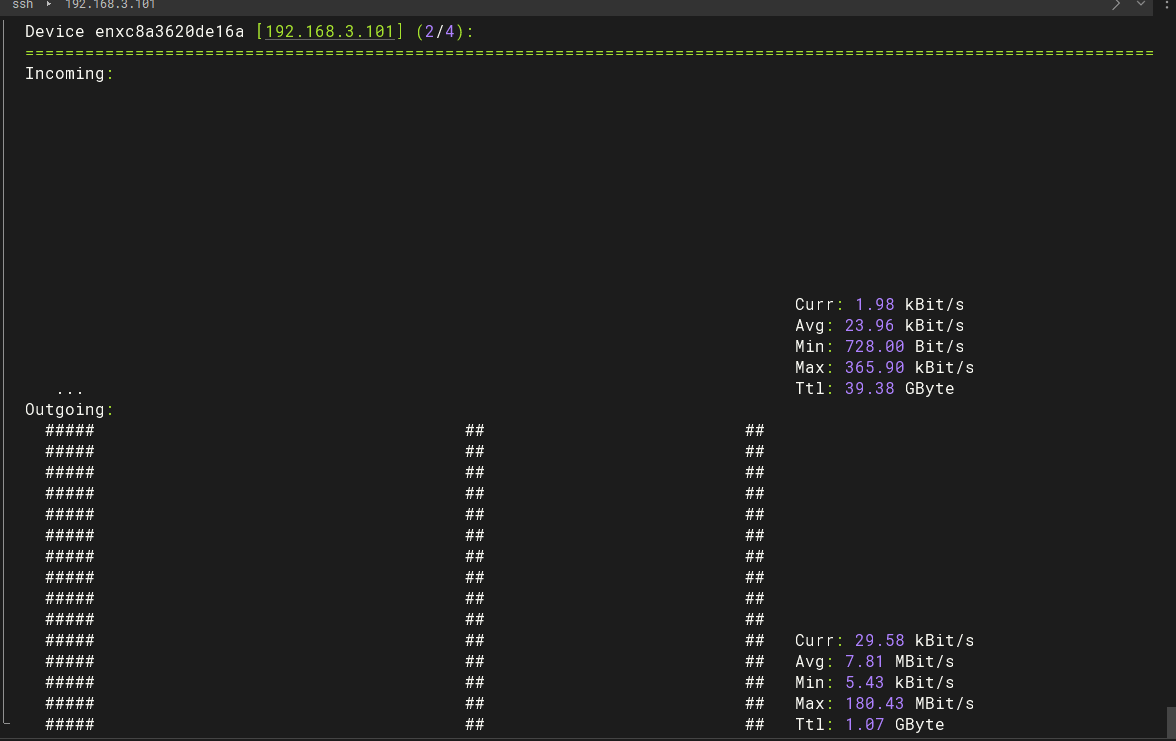 ssh ▸ 192.168.3.101
Device enxc8a3620de16a [192.168.3.101] (2/4):
=================================================================================================================
Incoming:
Curr: 1.98 kBit/s
Avg: 23.96 kBit/s
Min: 728.00 Bit/s
Max: 365.90 kBit/s
... Ttl: 39.38 GByte
Outgoing:
##### ## ##
##### ## ##
##### ## ##
##### ## ##
##### ## ##
##### ## ##
##### ## ##
##### ## ##
##### ## ##
##### ## ##
##### ## ## Curr: 29.58 kBit/s
##### ## ## Avg: 7.81 MBit/s
##### ## ## Min: 5.43 kBit/s
##### ## ## Max: 180.43 MBit/s
##### ## ## Ttl: 1.07 GByte